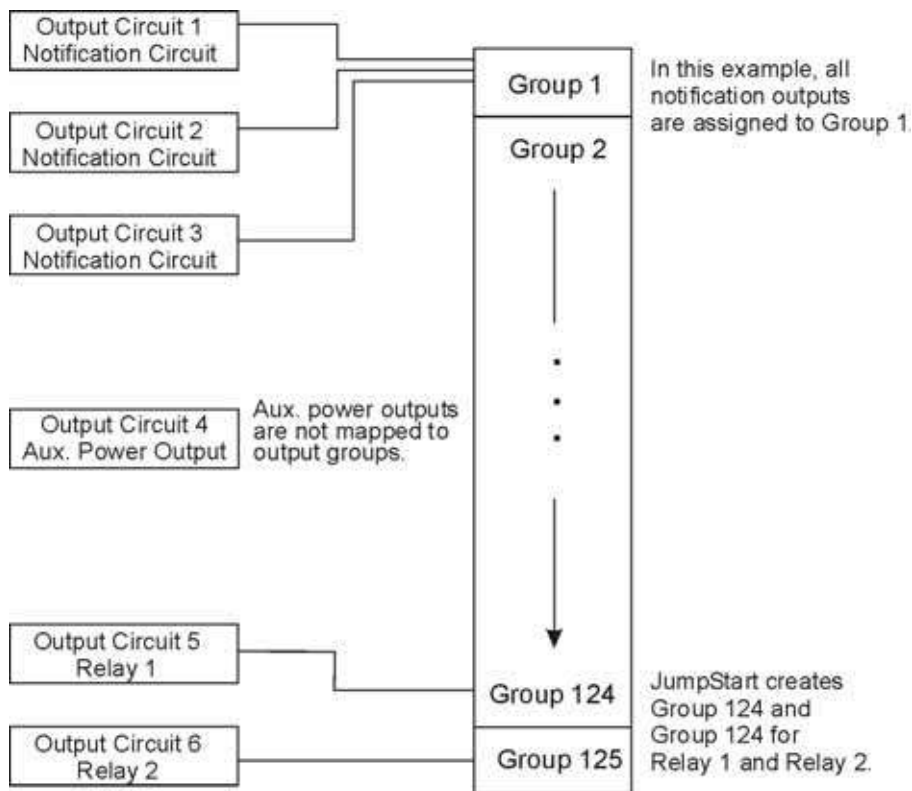 Output Circuit 1
Notification Circuit
Output Circuit 2
Notification Circuit
Output Circuit 3
Notification Circuit
Output Circuit 4
Aux. Power Output
Aux. power outputs
are not mapped to
output groups.
Output Circuit 5
Relay 1
Output Circuit 6
Relay 2
Group 1
Group 2
Group 124
Group 125
In this example, all
notification outputs
are assigned to Group 1
JumpStart creates
Group 124 and
Group 124 for
Relay 1 and Relay 2.